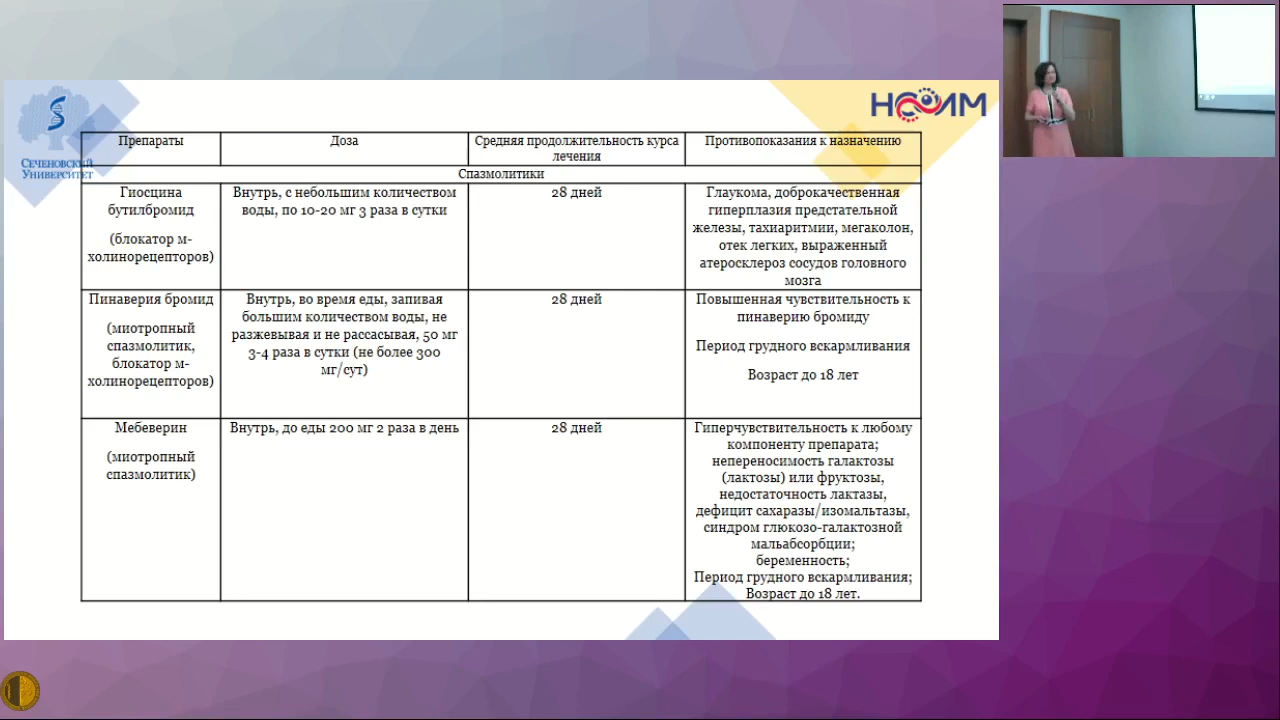 НОИМ
Сеченовский
Университет
Препараты
Доза
Средняя продолжительность курса
лечения
Противопоказания к назначению
Спазмолитики
Гиосцина
бутилбромид
(блокатор м-
холинорецепторов)
Внутрь, с небольшим количеством
воды, по 10-20 мг 3 раза в сутки
28 дней
Глаукома, доброкачественная
гиперплазия предстательной
железы, тахиаритмии, мегаколон,
отек легких, выраженный
атеросклероз сосудов головного
мозга
Пинаверия бромид
(миотропный
спазмолитик,
блокатор м-
холинорецепторов)
Внутрь, во время еды, запивая
большим количеством воды, не
разжевывая и не рассасывая, 50 мг
3-4 раза в сутки (не более 300
мг/сут)
28 дней
Повышенная чувствительность к
пинаверию бромиду
Период грудного вскармливания
Возраст до 18 лет
Мебеверин
(миотропный
спазмолитик)
Внутрь, до еды 200 мг 2 раза в день
28 дней
Гиперчувствительность к любому
компоненту препарата;
непереносимость галактозы
(лактозы) или фруктозы,
недостаточность лактазы,
дефицит сахаразы/изомальтазы,
синдром глюкозо-галактозной
мальабсорбции;
беременность;
Период грудного вскармливания;
Возраст до 18 лет.